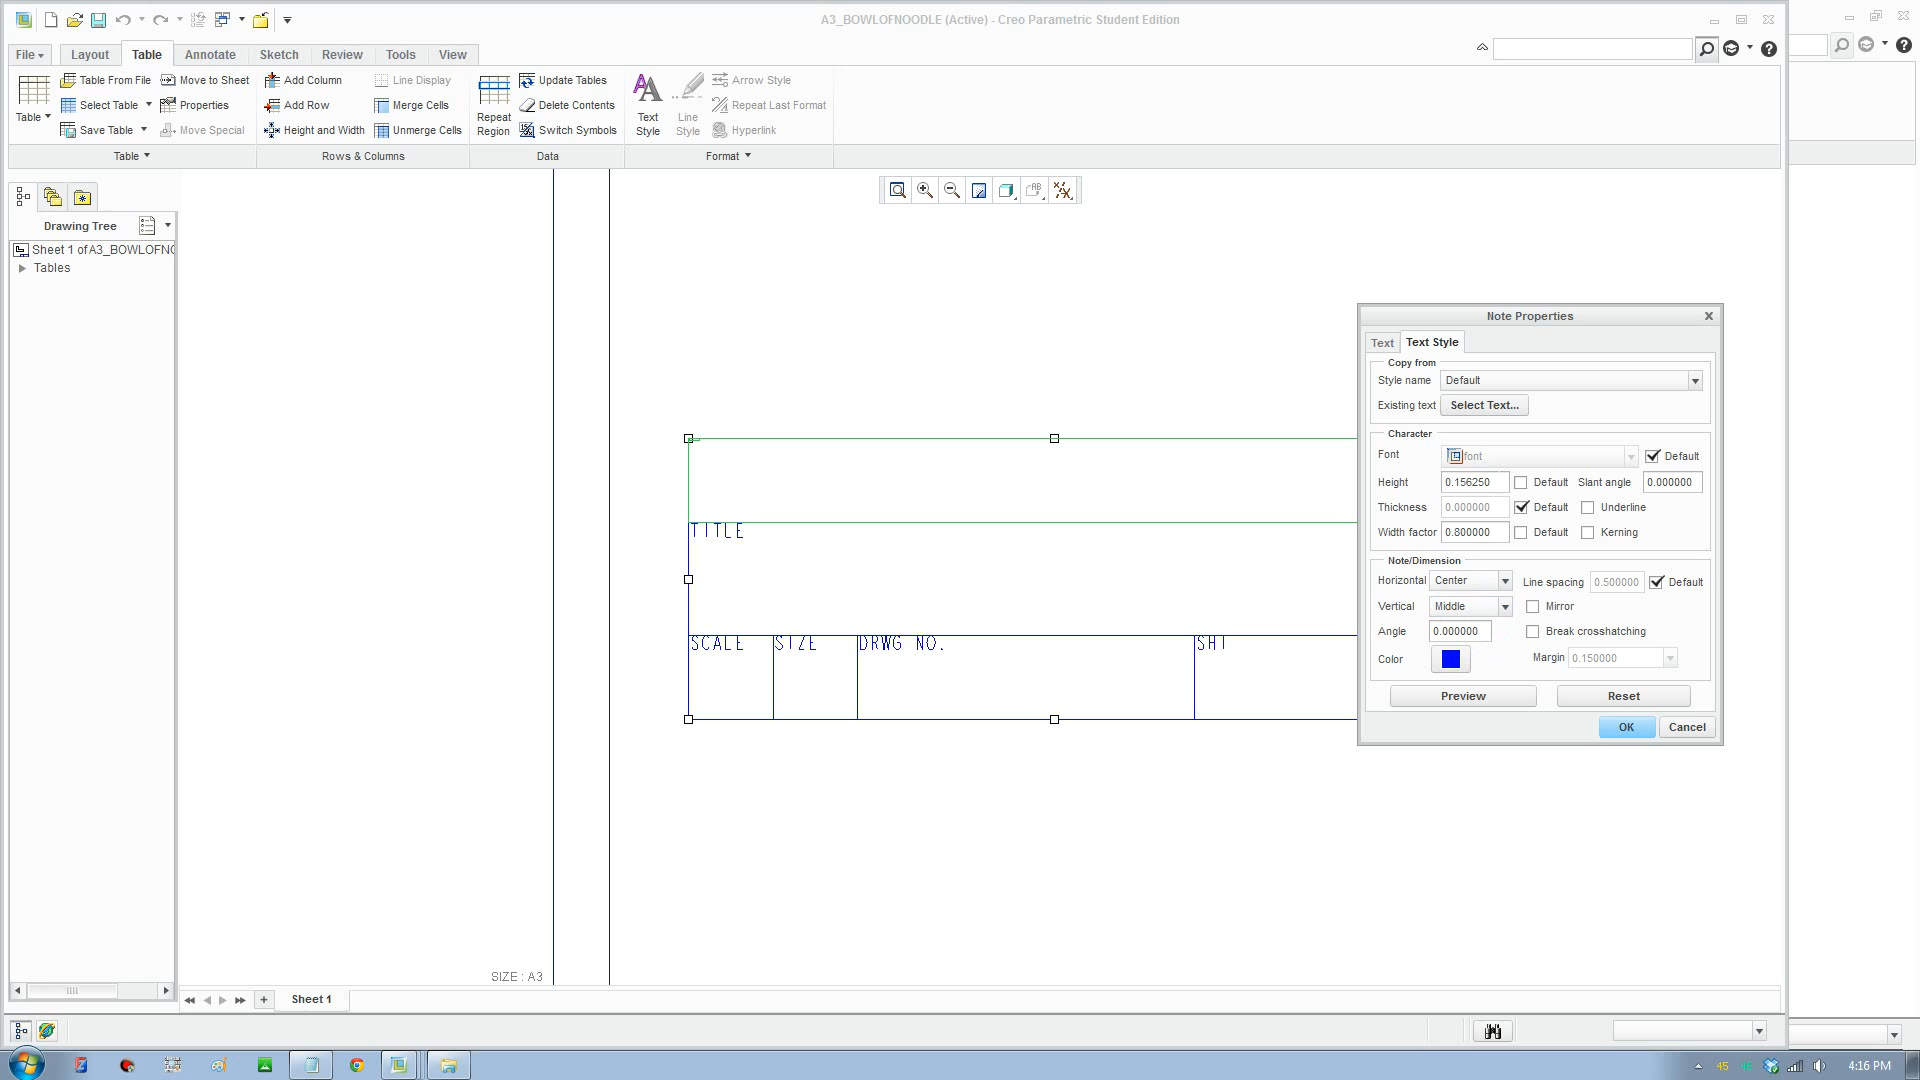 A3_BOWLOFNOODLE (Active) - Creo Parametric Student Edition
File Layout Table Annotate Sketch Review Tools View
Table From File Move to Sheet Add Column Line Display Update Tables Arrow Style
Select Table Properties Add Row Merge Cells Delete Contents Repeat Last Format
Table Repeat Region Text Style Line Style
Save Table Move Special Height and Width Unmerge Cells Switch Symbols Hyperlink
Table Rows & Columns Data Format
Drawing Tree
Sheet 1 of A3_BOWLOFNO
Tables
TITLE
SCALE SIZE DRWG NO. SHT
SIZE : A3
Note Properties
Text Text Style
Copy from
Style name Default
Existing text Select Text...
Character
Font font Default
Height 0.156250 Default Slant angle 0.000000
Thickness 0.000000 Default Underline
Width factor 0.800000 Default Kerning
Note/Dimension
Horizontal Center Line spacing 0.500000 Default
Vertical Middle Mirror
Angle 0.000000 Break crosshatching
Color Margin 0.150000
Preview Reset
OK Cancel
Sheet 1
45
4:16 PM